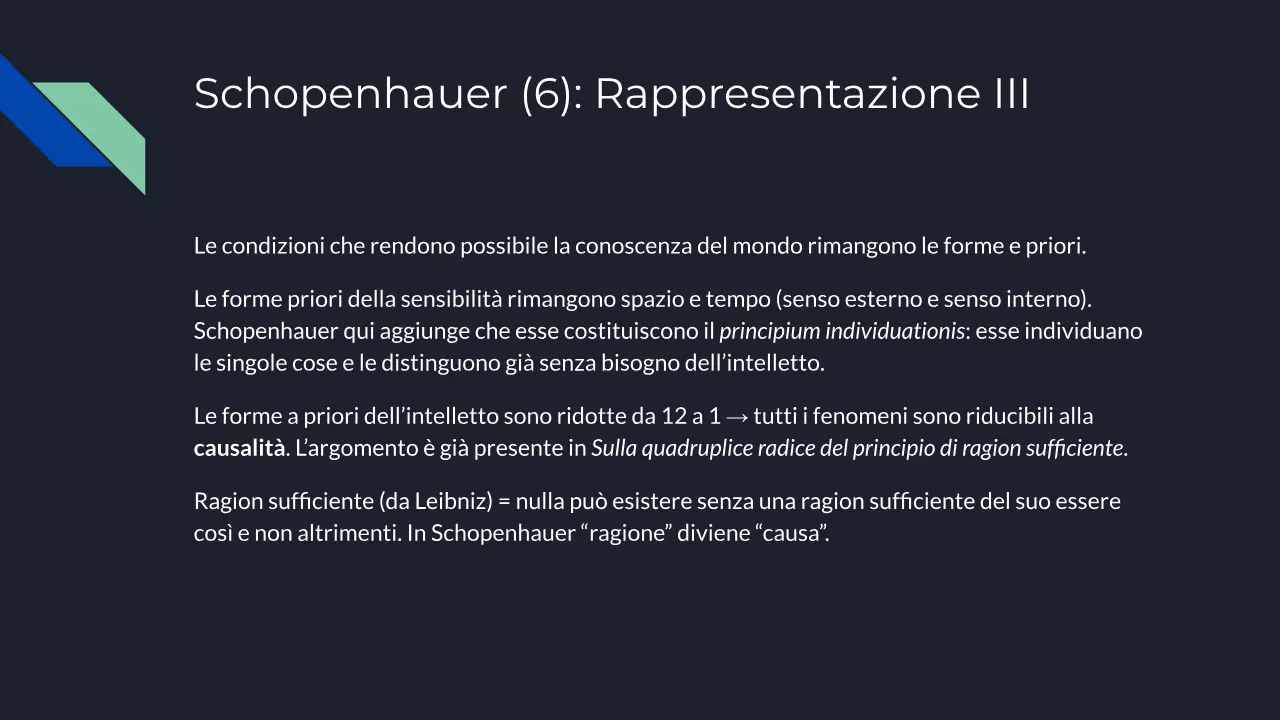 Schopenhauer (6): Rappresentazione III
Le condizioni che rendono possibile la conoscenza del mondo rimangono le forme e priori.
Le forme priori della sensibilità rimangono spazio e tempo (senso esterno e senso interno).
Schopenhauer qui aggiunge che esse costituiscono il principium individuationis: esse individuano
le singole cose e le distinguono già senza bisogno dell’intelletto.
Le forme a priori dell’intelletto sono ridotte da 12 a 1 → tutti i fenomeni sono riducibili alla
causalità. L’argomento è già presente in Sulla quadruplice radice del principio di ragion sufficiente.
Ragion sufficiente (da Leibniz) = nulla può esistere senza una ragion sufficiente del suo essere
così e non altrimenti. In Schopenhauer “ragione” diviene “causa”.